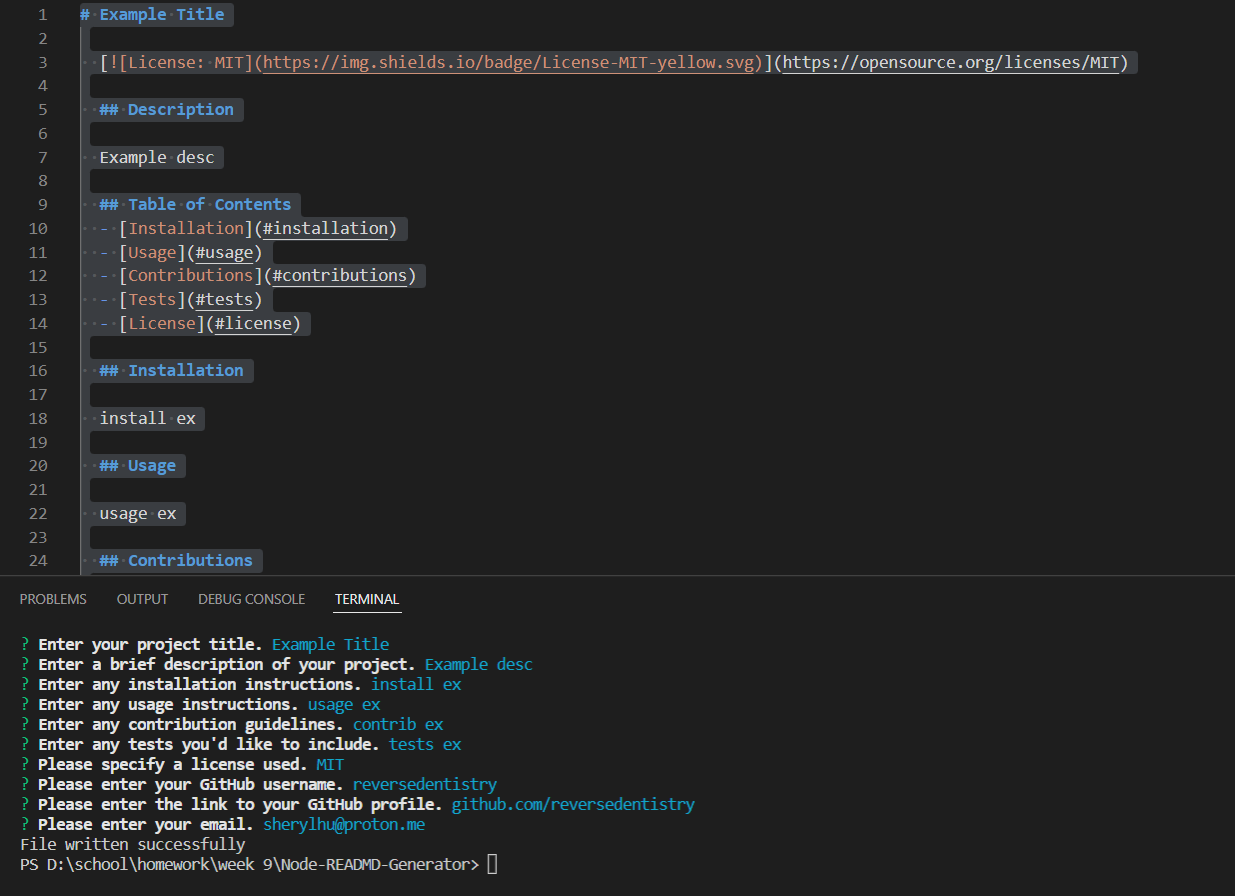 1 # Example Title
2
3 [![License: MIT](https://img.shields.io/badge/License-MIT-yellow.svg)](https://opensource.org/licenses/MIT)
4
5 ## Description
6
7 Example desc
8
9 ## Table of Contents
10 - [Installation](#installation)
11 - [Usage](#usage)
12 - [Contributions](#contributions)
13 - [Tests](#tests)
14 - [License](#license)
15
16 ## Installation
17
18 install ex
19
20 ## Usage
21
22 usage ex
23
24 ## Contributions
PROBLEMS OUTPUT DEBUG CONSOLE TERMINAL
? Enter your project title. Example Title
? Enter a brief description of your project. Example desc
? Enter any installation instructions. install ex
? Enter any usage instructions. usage ex
? Enter any contribution guidelines. contrib ex
? Enter any tests you'd like to include. tests ex
? Please specify a license used. MIT
? Please enter your GitHub username. reversedentistry
? Please enter the link to your GitHub profile. github.com/reversedentistry
? Please enter your email. sherylhu@proton.me
File written successfully
PS D:\school\homework\week 9\Node-READMD-Generator>